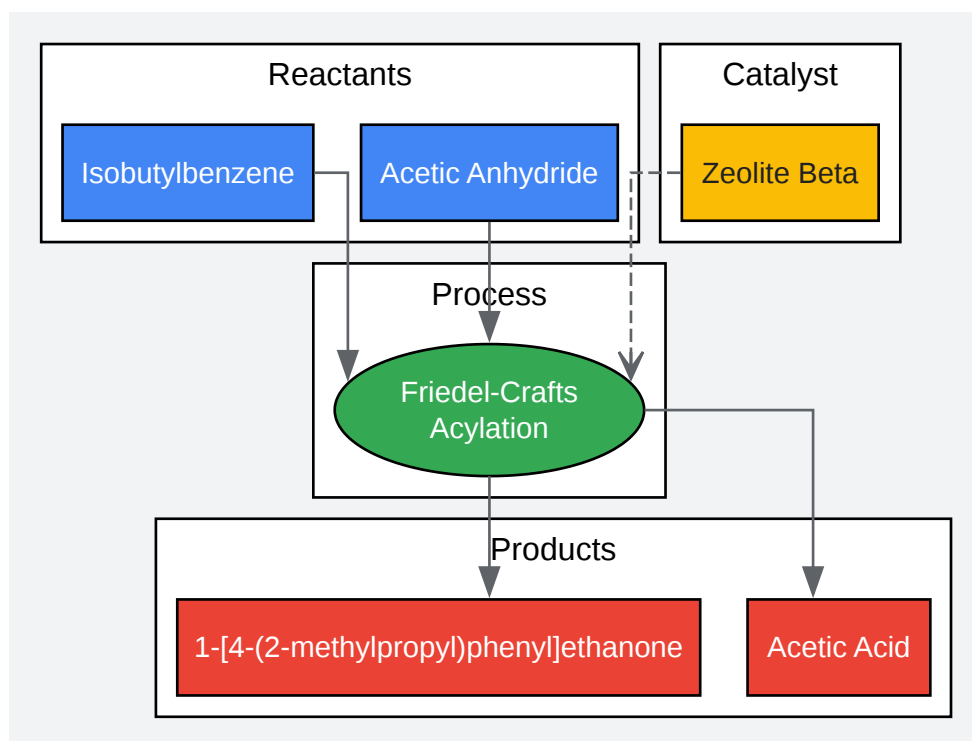 Reactants
Catalyst
Isobutylbenzene
Acetic Anhydride
Zeolite Beta
Process
Friedel-Crafts
Acylation
Products
1-[4-(2-methylpropyl)phenyl]ethanone
Acetic Acid